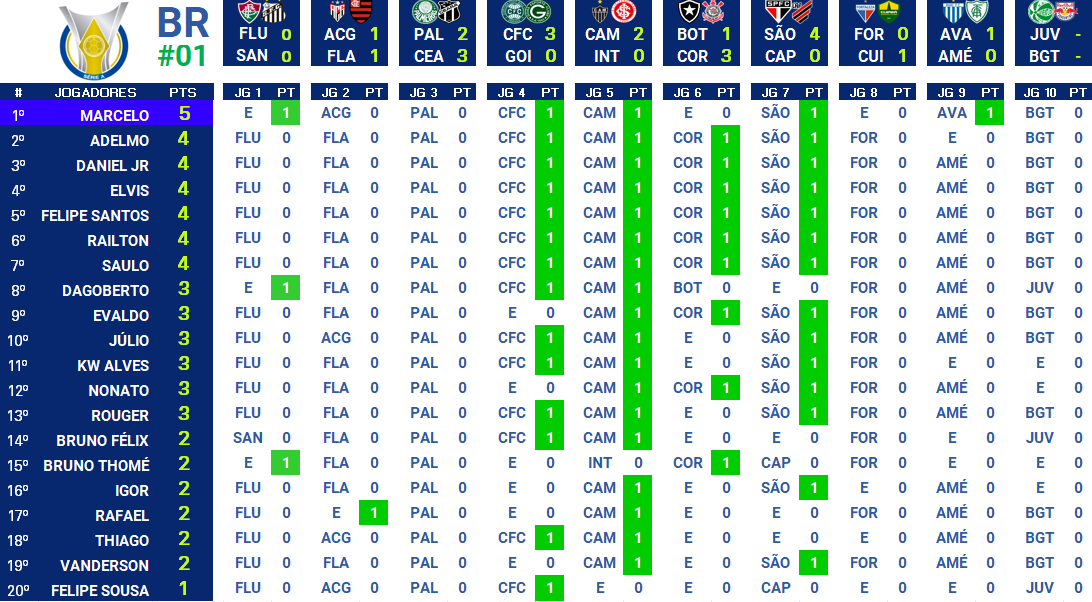 BR FLU 0 ACG 1 PAL 2 CFC 3 CAM 2 BOT 1 SÃO 4 FOR 0 AVA 1 JUV -
#01 SAN 0 FLA 1 CEA 3 GOI 0 INT 0 COR 3 CAP 0 CUI 1 AMÉ 0 BGT -
SÉRIE A
# JOGADORES PTS JG 1 PT JG 2 PT JG 3 PT JG 4 PT JG 5 PT JG 6 PT JG 7 PT JG 8 PT JG 9 PT JG 10 PT
1º MARCELO 5 E 1 ACG 0 PAL 0 CFC 1 CAM 1 E 0 SÃO 1 E 0 AVA 1 BGT 0
2º ADELMO 4 FLU 0 FLA 0 PAL 0 CFC 1 CAM 1 COR 1 SÃO 1 FOR 0 E 0 BGT 0
3º DANIEL JR 4 FLU 0 FLA 0 PAL 0 CFC 1 CAM 1 COR 1 SÃO 1 FOR 0 AMÉ 0 BGT 0
4º ELVIS 4 FLU 0 FLA 0 PAL 0 CFC 1 CAM 1 COR 1 SÃO 1 FOR 0 AMÉ 0 BGT 0
5º FELIPE SANTOS 4 FLU 0 FLA 0 PAL 0 CFC 1 CAM 1 COR 1 SÃO 1 FOR 0 AMÉ 0 BGT 0
6º RAILTON 4 FLU 0 FLA 0 PAL 0 CFC 1 CAM 1 COR 1 SÃO 1 FOR 0 AMÉ 0 BGT 0
7º SAULO 4 FLU 0 FLA 0 PAL 0 CFC 1 CAM 1 COR 1 SÃO 1 FOR 0 AMÉ 0 BGT 0
8º DAGOBERTO 3 E 1 FLA 0 PAL 0 CFC 1 CAM 1 BOT 0 E 0 FOR 0 AMÉ 0 JUV 0
9º EVALDO 3 FLU 0 FLA 0 PAL 0 E 0 CAM 1 COR 1 SÃO 1 FOR 0 AMÉ 0 BGT 0
10º JÚLIO 3 FLU 0 ACG 0 PAL 0 CFC 1 CAM 1 E 0 SÃO 1 FOR 0 AMÉ 0 BGT 0
11º KW ALVES 3 FLU 0 FLA 0 PAL 0 CFC 1 CAM 1 E 0 SÃO 1 FOR 0 E 0 E 0
12º NONATO 3 FLU 0 FLA 0 PAL 0 E 0 CAM 1 COR 1 SÃO 1 FOR 0 AMÉ 0 E 0
13º ROUGER 3 FLU 0 FLA 0 PAL 0 CFC 1 CAM 1 E 0 SÃO 1 FOR 0 AMÉ 0 BGT 0
14º BRUNO FÉLIX 2 SAN 0 FLA 0 PAL 0 CFC 1 CAM 1 E 0 E 0 FOR 0 E 0 JUV 0
15º BRUNO THOMÉ 2 E 1 FLA 0 PAL 0 E 0 INT 0 COR 1 CAP 0 FOR 0 E 0 E 0
16º IGOR 2 FLU 0 FLA 0 PAL 0 E 0 CAM 1 E 0 SÃO 1 E 0 AMÉ 0 E 0
17º RAFAEL 2 FLU 0 E 1 PAL 0 E 0 CAM 1 E 0 E 0 FOR 0 AMÉ 0 BGT 0
18º THIAGO 2 FLU 0 ACG 0 PAL 0 CFC 1 CAM 1 E 0 E 0 E 0 AMÉ 0 BGT 0
19º VANDERSON 2 FLU 0 FLA 0 PAL 0 E 0 CAM 1 E 0 SÃO 1 FOR 0 AMÉ 0 BGT 0
20º FELIPE SOUSA 1 FLU 0 ACG 0 PAL 0 CFC 1 E 0 E 0 CAP 0 E 0 E 0 JUV 0